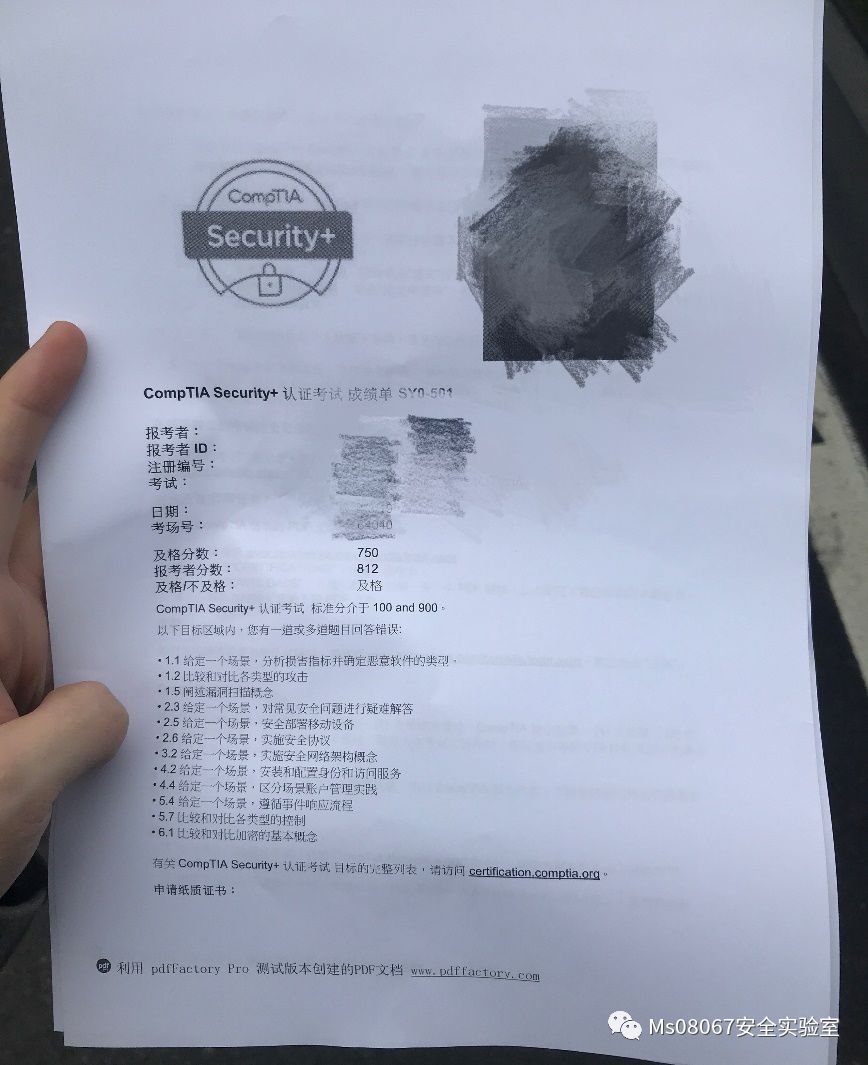 CompTIA
Security+
CompTIA Security+ 认证考试 成绩单 SY0-501
报考者：
报考者 ID：
注册编号：
考试：
日期：
考场号： 64040
及格分数： 750
报考者分数： 812
及格/不及格： 及格
CompTIA Security+ 认证考试 标准分介于 100 and 900。
以下目标区域内，您有一道或多道题目回答错误:
• 1.1 给定一个场景，分析损害指标并确定恶意软件的类型。
• 1.2 比较和对比各类型的攻击
• 1.5 阐述漏洞扫描概念
• 2.3 给定一个场景，对常见安全问题进行疑难解答
• 2.5 给定一个场景，安全部署移动设备
• 2.6 给定一个场景，实施安全协议
• 3.2 给定一个场景，实施安全网络架构概念
• 4.2 给定一个场景，安装和配置身份和访问服务
• 4.4 给定一个场景，区分场景账户管理实践
• 5.4 给定一个场景，遵循事件响应流程
• 5.7 比较和对比各类型的控制
• 6.1 比较和对比加密的基本概念
有关 CompTIA Security+ 认证考试 目标的完整列表，请访问 certification.comptia.org。
申请纸质证书：
pdf 利用 pdfFactory Pro 测试版本创建的PDF文档 www.pdffactory.com
Ms08067安全实验室